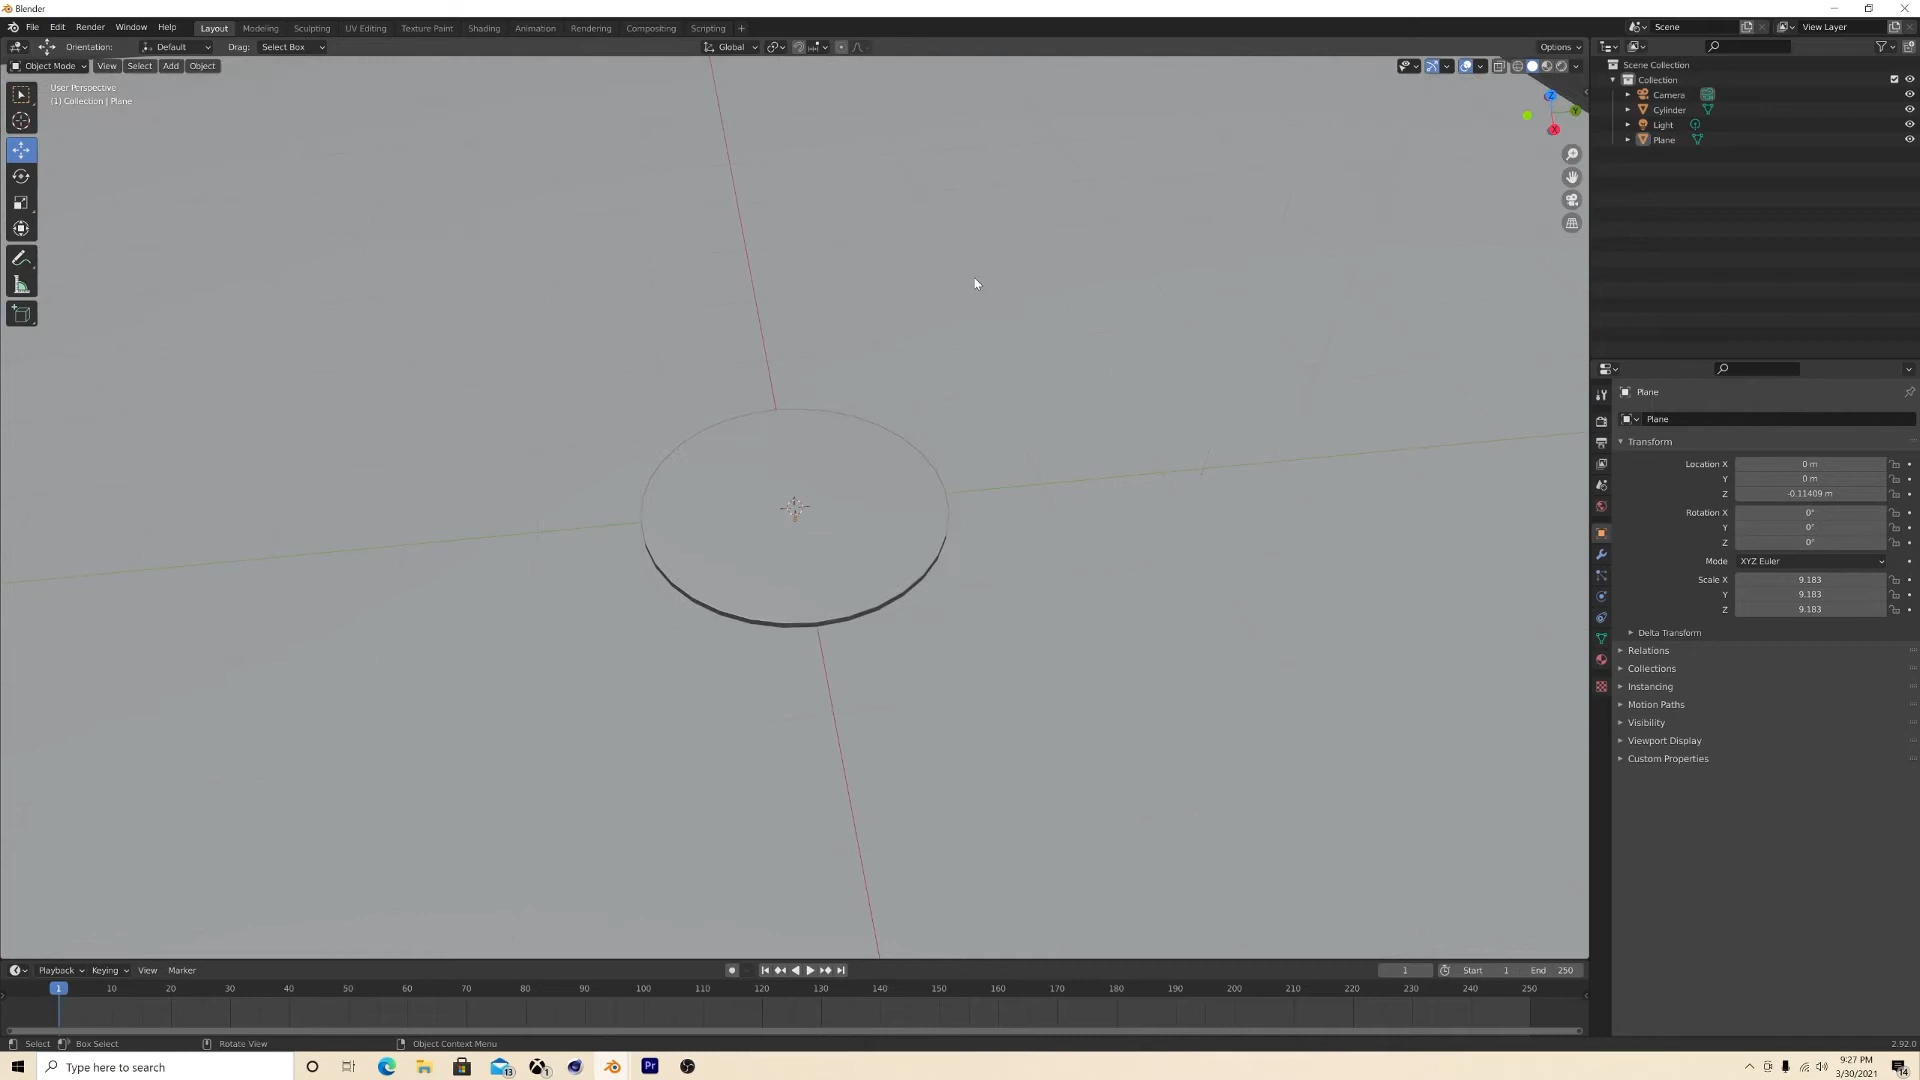 Blender
File Edit Render Window Help Layout Modeling Sculpting UV Editing Texture Paint Shading Animation Rendering Compositing Scripting + Scene View Layer
Orientation: Default Drag: Select Box Global Options
Object Mode View Select Add Object
User Perspective
(1) Collection | Plane
Z
Y
X
Scene Collection
Collection
Camera
Cylinder
Light
Plane
Plane
Plane
Transform
Location X 0 m
Y 0 m
Z -0.11409 m
Rotation X 0°
Y 0°
Z 0°
Mode XYZ Euler
Scale X 9.183
Y 9.183
Z 9.183
Delta Transform
Relations
Collections
Instancing
Motion Paths
Visibility
Viewport Display
Custom Properties
Playback Keying View Marker 1 Start 1 End 250
1 10 20 30 40 50 60 70 80 90 100 110 120 130 140 150 160 170 180 190 200 210 220 230 240 250
Select Box Select Rotate View Object Context Menu 2.92.0
Type here to search 13 1 Pr 9:27 PM
3/30/2021 14